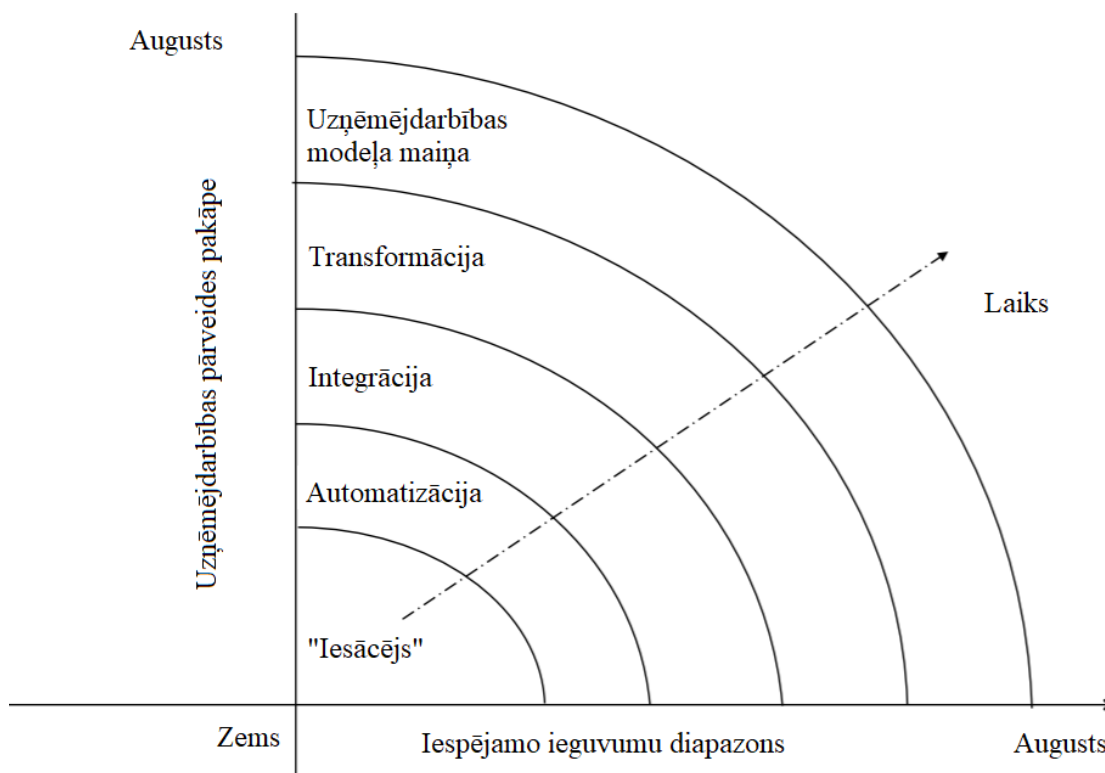 Augusts
Uzņēmējdarbības
modeļa maiņa
Uzņēmējdarbības pārveides pakāpe
Transformācija
Laiks
Integrācija
Automatizācija
"Iesācējs"
Zems
Iespējamo ieguvumu diapazons
Augusts